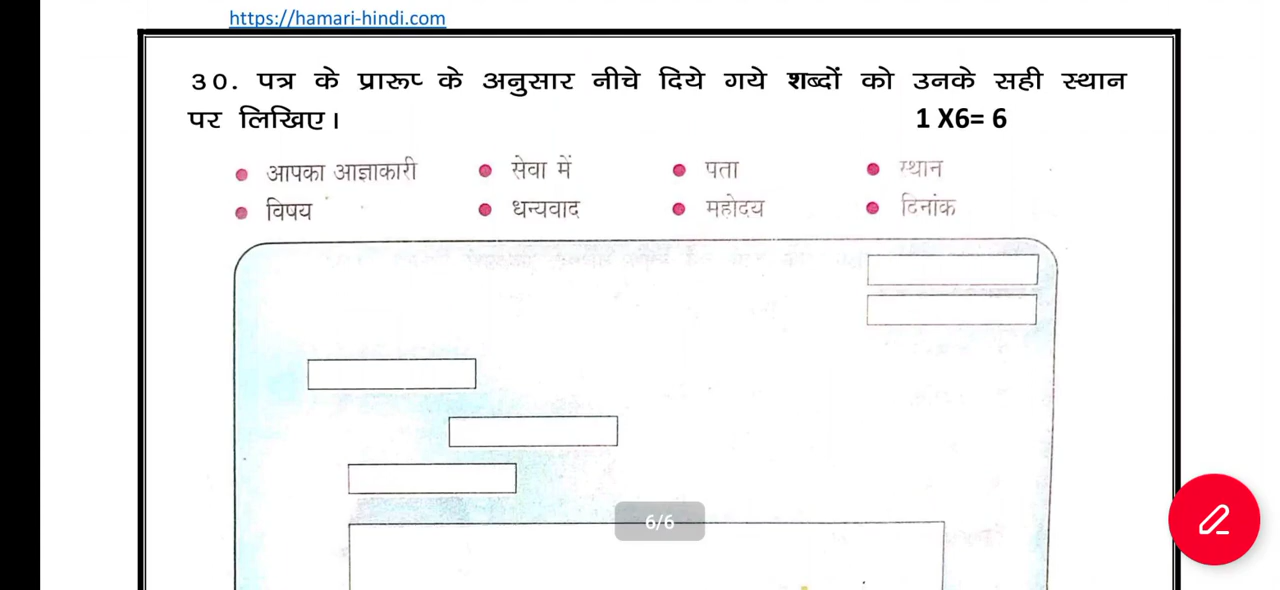 https://hamari-hindi.com
30. पत्र के प्रारूप के अनुसार नीचे दिये गये शब्दों को उनके सही स्थान
पर लिखिए। 1 X6= 6
• आपका आज्ञाकारी • सेवा में • पता • स्थान
• विषय • धन्यवाद • महोदय • दिनांक
6/6